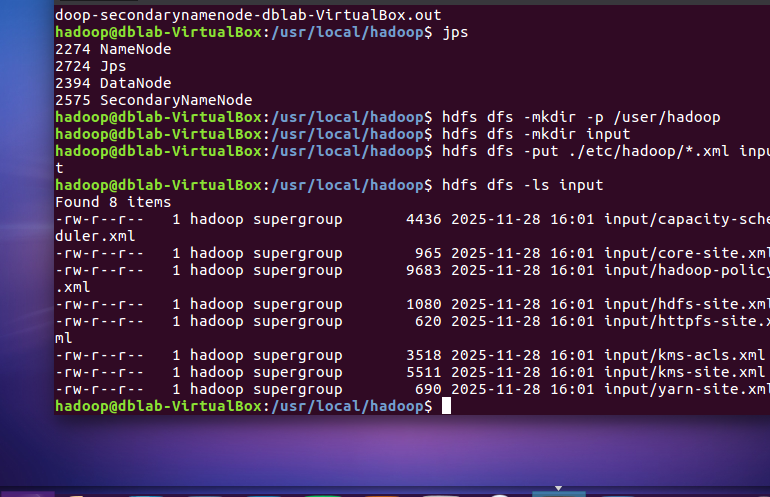 doop-secondarynamenode-dblab-VirtualBox.out
hadoop@dblab-VirtualBox:/usr/local/hadoop$ jps
2274 NameNode
2724 Jps
2394 DataNode
2575 SecondaryNameNode
hadoop@dblab-VirtualBox:/usr/local/hadoop$ hdfs dfs -mkdir -p /user/hadoop
hadoop@dblab-VirtualBox:/usr/local/hadoop$ hdfs dfs -mkdir input
hadoop@dblab-VirtualBox:/usr/local/hadoop$ hdfs dfs -put ./etc/hadoop/*.xml inpu
t
hadoop@dblab-VirtualBox:/usr/local/hadoop$ hdfs dfs -ls input
Found 8 items
-rw-r--r--   1 hadoop supergroup       4436 2025-11-28 16:01 input/capacity-sche
duler.xml
-rw-r--r--   1 hadoop supergroup        965 2025-11-28 16:01 input/core-site.xml
-rw-r--r--   1 hadoop supergroup       9683 2025-11-28 16:01 input/hadoop-policy
.xml
-rw-r--r--   1 hadoop supergroup       1080 2025-11-28 16:01 input/hdfs-site.xml
-rw-r--r--   1 hadoop supergroup        620 2025-11-28 16:01 input/httpfs-site.x
ml
-rw-r--r--   1 hadoop supergroup       3518 2025-11-28 16:01 input/kms-acls.xml
-rw-r--r--   1 hadoop supergroup       5511 2025-11-28 16:01 input/kms-site.xml
-rw-r--r--   1 hadoop supergroup        690 2025-11-28 16:01 input/yarn-site.xml
hadoop@dblab-VirtualBox:/usr/local/hadoop$